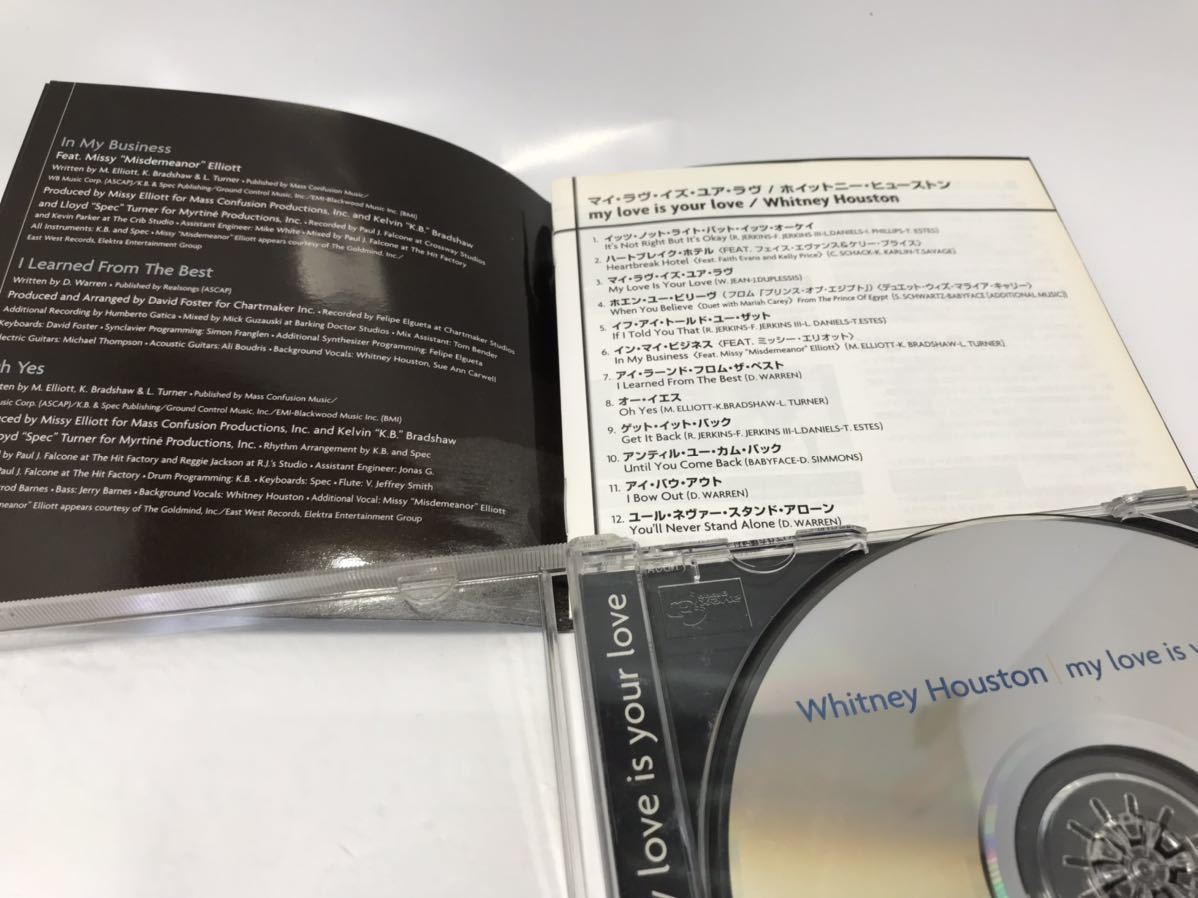 In My Business
Feat. Missy "Misdemeanor" Elliott
Written by M. Elliott, K. Bradshaw & L. Turner • Published by Mass Confusion Music/
WB Music Corp. (ASCAP)/K.B. & Spec Publishing/Ground Control Music, Inc./EMI-Blackwood Music Inc. (BMI)
Produced by Missy Elliott for Mass Confusion Productions, Inc. and Kelvin "K.B." Bradshaw
and Lloyd "Spec" Turner for Myrtiné Productions, Inc. • Recorded by Paul J. Falcone at Crossway Studios
and Kevin Parker at The Crib Studio • Assistant Engineer: Mike White • Mixed by Paul J. Falcone at The Hit Factory
All Instruments: K.B. and Spec • Missy "Misdemeanor" Elliott appears courtesy of The Goldmind, Inc./
East West Records, Elektra Entertainment Group
I Learned From The Best
Written by D. Warren • Published by Realsongs (ASCAP)
Produced and Arranged by David Foster for Chartmaker Inc. • Recorded by Felipe Elgueta at Chartmaker Studios
Additional Recording by Humberto Gatica • Mixed by Mick Guzauski at Barking Doctor Studios • Mix Assistant: Tom Bender
Keyboards: David Foster • Synclavier Programming: Simon Franglen • Additional Synthesizer Programming: Felipe Elgueta
lectric Guitars: Michael Thompson • Acoustic Guitars: Ali Boudris • Background Vocals: Whitney Houston, Sue Ann Carwell
h Yes
ten by M. Elliott, K. Bradshaw & L. Turner • Published by Mass Confusion Music/
usic Corp. (ASCAP)/K.B. & Spec Publishing/Ground Control Music, Inc./EMI-Blackwood Music Inc. (BMI)
uced by Missy Elliott for Mass Confusion Productions, Inc. and Kelvin "K.B." Bradshaw
loyd "Spec" Turner for Myrtiné Productions, Inc. • Rhythm Arrangement by K.B. and Spec
d by Paul J. Falcone at The Hit Factory and Reggie Jackson at R.J.'s Studio • Assistant Engineer: Jonas G.
Paul J. Falcone at The Hit Factory • Drum Programming: K.B. • Keyboards: Spec • Flute: V. Jeffrey Smith
rod Barnes • Bass: Jerry Barnes • Background Vocals: Whitney Houston • Additional Vocal: Missy "Misdemeanor" Elliott
meanor" Elliott appears courtesy of The Goldmind, Inc./East West Records, Elektra Entertainment Group
マイ・ラヴ・イズ・ユア・ラヴ / ホイットニー・ヒューストン
my love is your love / Whitney Houston
1. イッツ・ノット・ライト・バット・イッツ・オーケイ
It's Not Right But It's Okay (R. JERKINS-F. JERKINS III-L.DANIELS-I. PHILLIPS-T. ESTES)
2. ハートブレイク・ホテル〈FEAT. フェイス・エヴァンス&ケリー・プライス〉
Heartbreak Hotel 〈Feat. Faith Evans and Kelly Price〉 (C. SCHACK-K. KARLIN-T.SAVAGE)
3. マイ・ラヴ・イズ・ユア・ラヴ
My Love Is Your Love (W. JEAN-J.DUPLESSIS)
4. ホエン・ユー・ビリーヴ (フロム『プリンス・オブ・エジプト』)〈デュエット・ウィズ・マライア・キャリー〉
When You Believe 〈Duet with Mariah Carey〉 From The Prince Of Egypt (S. SCHWARTZ-BABYFACE [ADDITIONAL MUSIC])
5. イフ・アイ・トールド・ユー・ザット
If I Told You That (R. JERKINS-F. JERKINS III-L. DANIELS-T.ESTES)
6. イン・マイ・ビジネス〈FEAT. ミッシー・エリオット〉
In My Business 〈Feat. Missy "Misdemeanor" Elliott〉 (M. ELLIOTT-K. BRADSHAW-L. TURNER)
7. アイ・ラーンド・フロム・ザ・ベスト
I Learned From The Best (D. WARREN)
8. オー・イエス
Oh Yes (M. ELLIOTT-K.BRADSHAW-L. TURNER)
9. ゲット・イット・バック
Get It Back (R. JERKINS-F. JERKINS III-L.DANIELS-T. ESTES)
10. アンティル・ユー・カム・バック
Until You Come Back (BABYFACE-D. SIMMONS)
11. アイ・バウ・アウト
I Bow Out (D. WARREN)
12. ユール・ネヴァー・スタンド・アローン
You'll Never Stand Alone (D. WARREN)
y love is your love
Whitney Houston | my love is y